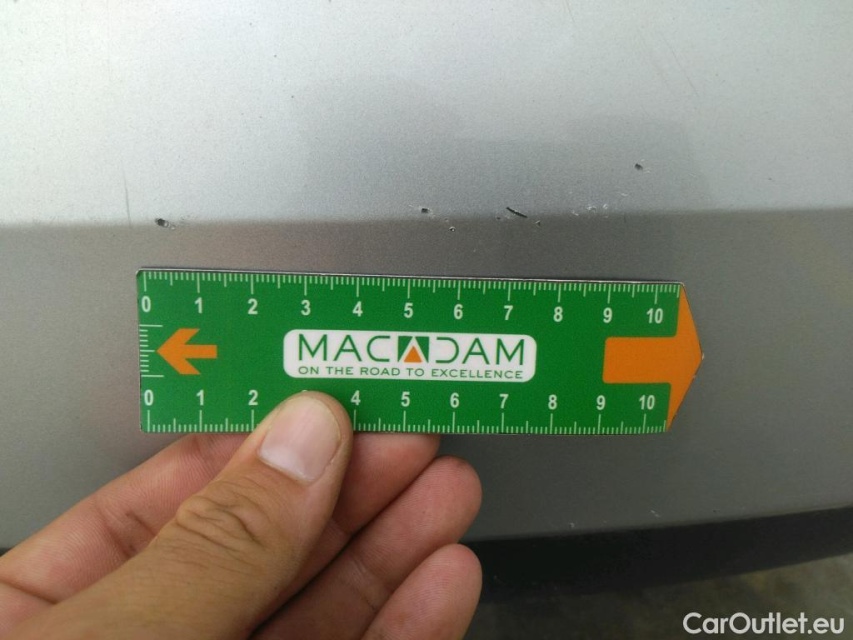 0 1 2 3 4 5 6 7 8 9 10
MACADAM
ON THE ROAD TO EXCELLENCE
0 1 2 4 5 6 7 8 9 10
CarOutlet.eu